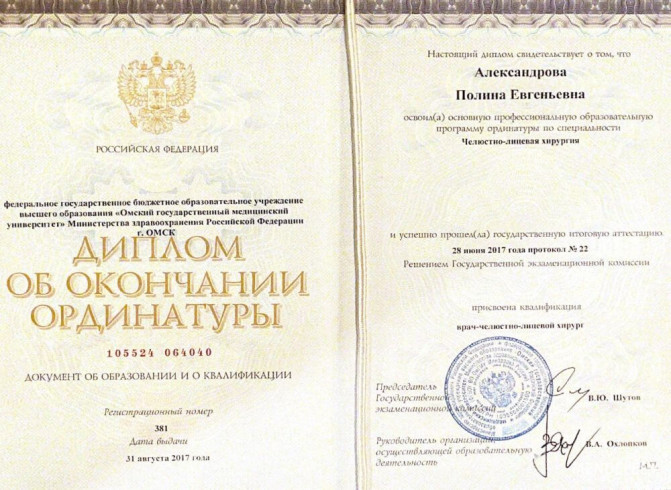 РОССИЙСКАЯ ФЕДЕРАЦИЯ
федеральное государственное бюджетное образовательное учреждение
высшего образования «Омский государственный медицинский
университет» Министерства здравоохранения Российской Федерации
г. ОМСК
ДИПЛОМ
ОБ ОКОНЧАНИИ
ОРДИНАТУРЫ
105524 064040
ДОКУМЕНТ ОБ ОБРАЗОВАНИИ И О КВАЛИФИКАЦИИ
Регистрационный номер
381
Дата выдачи
31 августа 2017 года
Настоящий диплом свидетельствует о том, что
Александрова
Полина Евгеньевна
освоил(а) основную профессиональную образовательную
программу ординатуры по специальности
Челюстно-лицевая хирургия
и успешно прошел(ла) государственную итоговую аттестацию
28 июня 2017 года протокол № 22
Решением Государственной экзаменационной комиссии
присвоена квалификация
врач-челюстно-лицевой хирург
Председатель
Государственной
экзаменационной комиссии
В.Ю. Шутов
Руководитель организации,
осуществляющей образовательную
деятельность
В.А. Охлопков